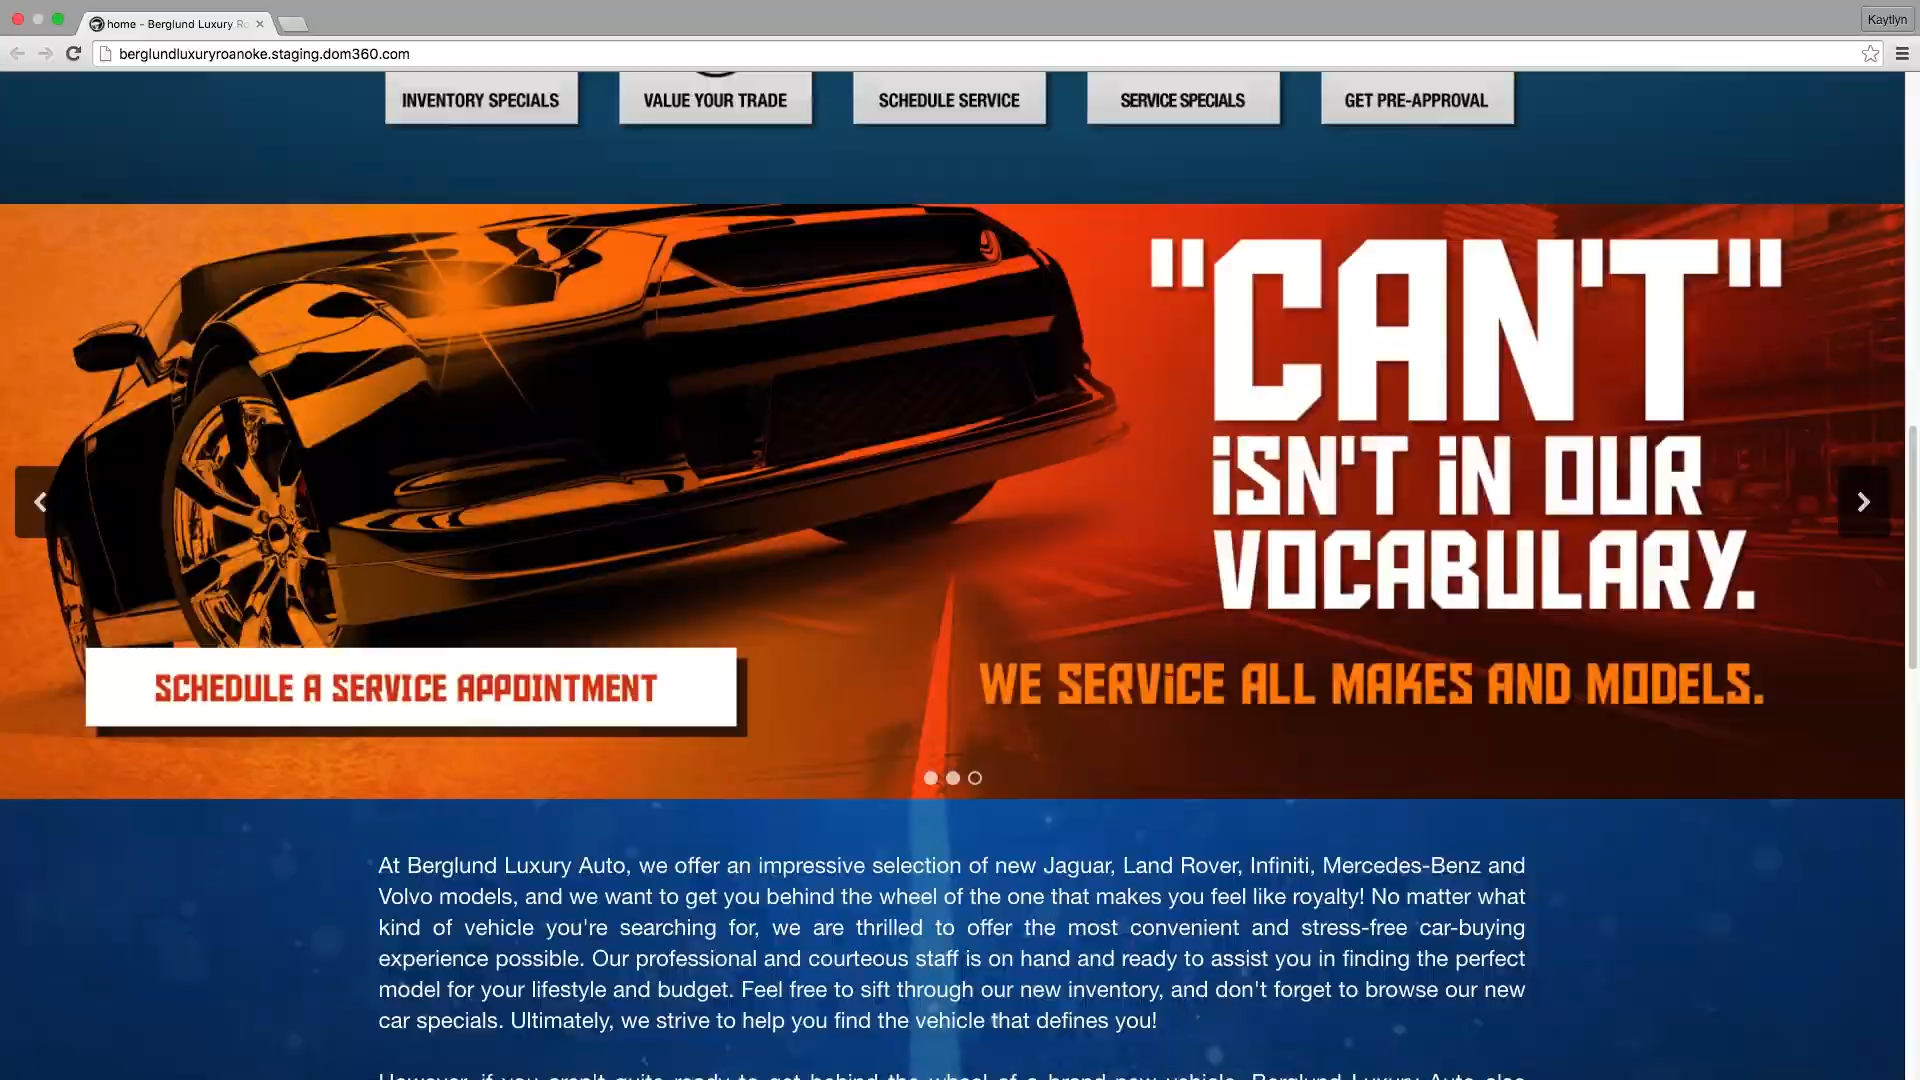 home - Berglund Luxury Ro
Kaytlyn
berglundluxuryroanoke.staging.dom360.com
INVENTORY SPECIALS
VALUE YOUR TRADE
SCHEDULE SERVICE
SERVICE SPECIALS
GET PRE-APPROVAL
"CAN'T"
iSN'T iN OUR
VOCABULARY.
SCHEDULE A SERVICE APPOINTMENT
WE SERViCE ALL MAKES AND MODELS.
At Berglund Luxury Auto, we offer an impressive selection of new Jaguar, Land Rover, Infiniti, Mercedes-Benz and
Volvo models, and we want to get you behind the wheel of the one that makes you feel like royalty! No matter what
kind of vehicle you're searching for, we are thrilled to offer the most convenient and stress-free car-buying
experience possible. Our professional and courteous staff is on hand and ready to assist you in finding the perfect
model for your lifestyle and budget. Feel free to sift through our new inventory, and don't forget to browse our new
car specials. Ultimately, we strive to help you find the vehicle that defines you!
However, if you aren't quite ready to get behind the wheel of a brand new vehicle, Berglund Luxury Auto also